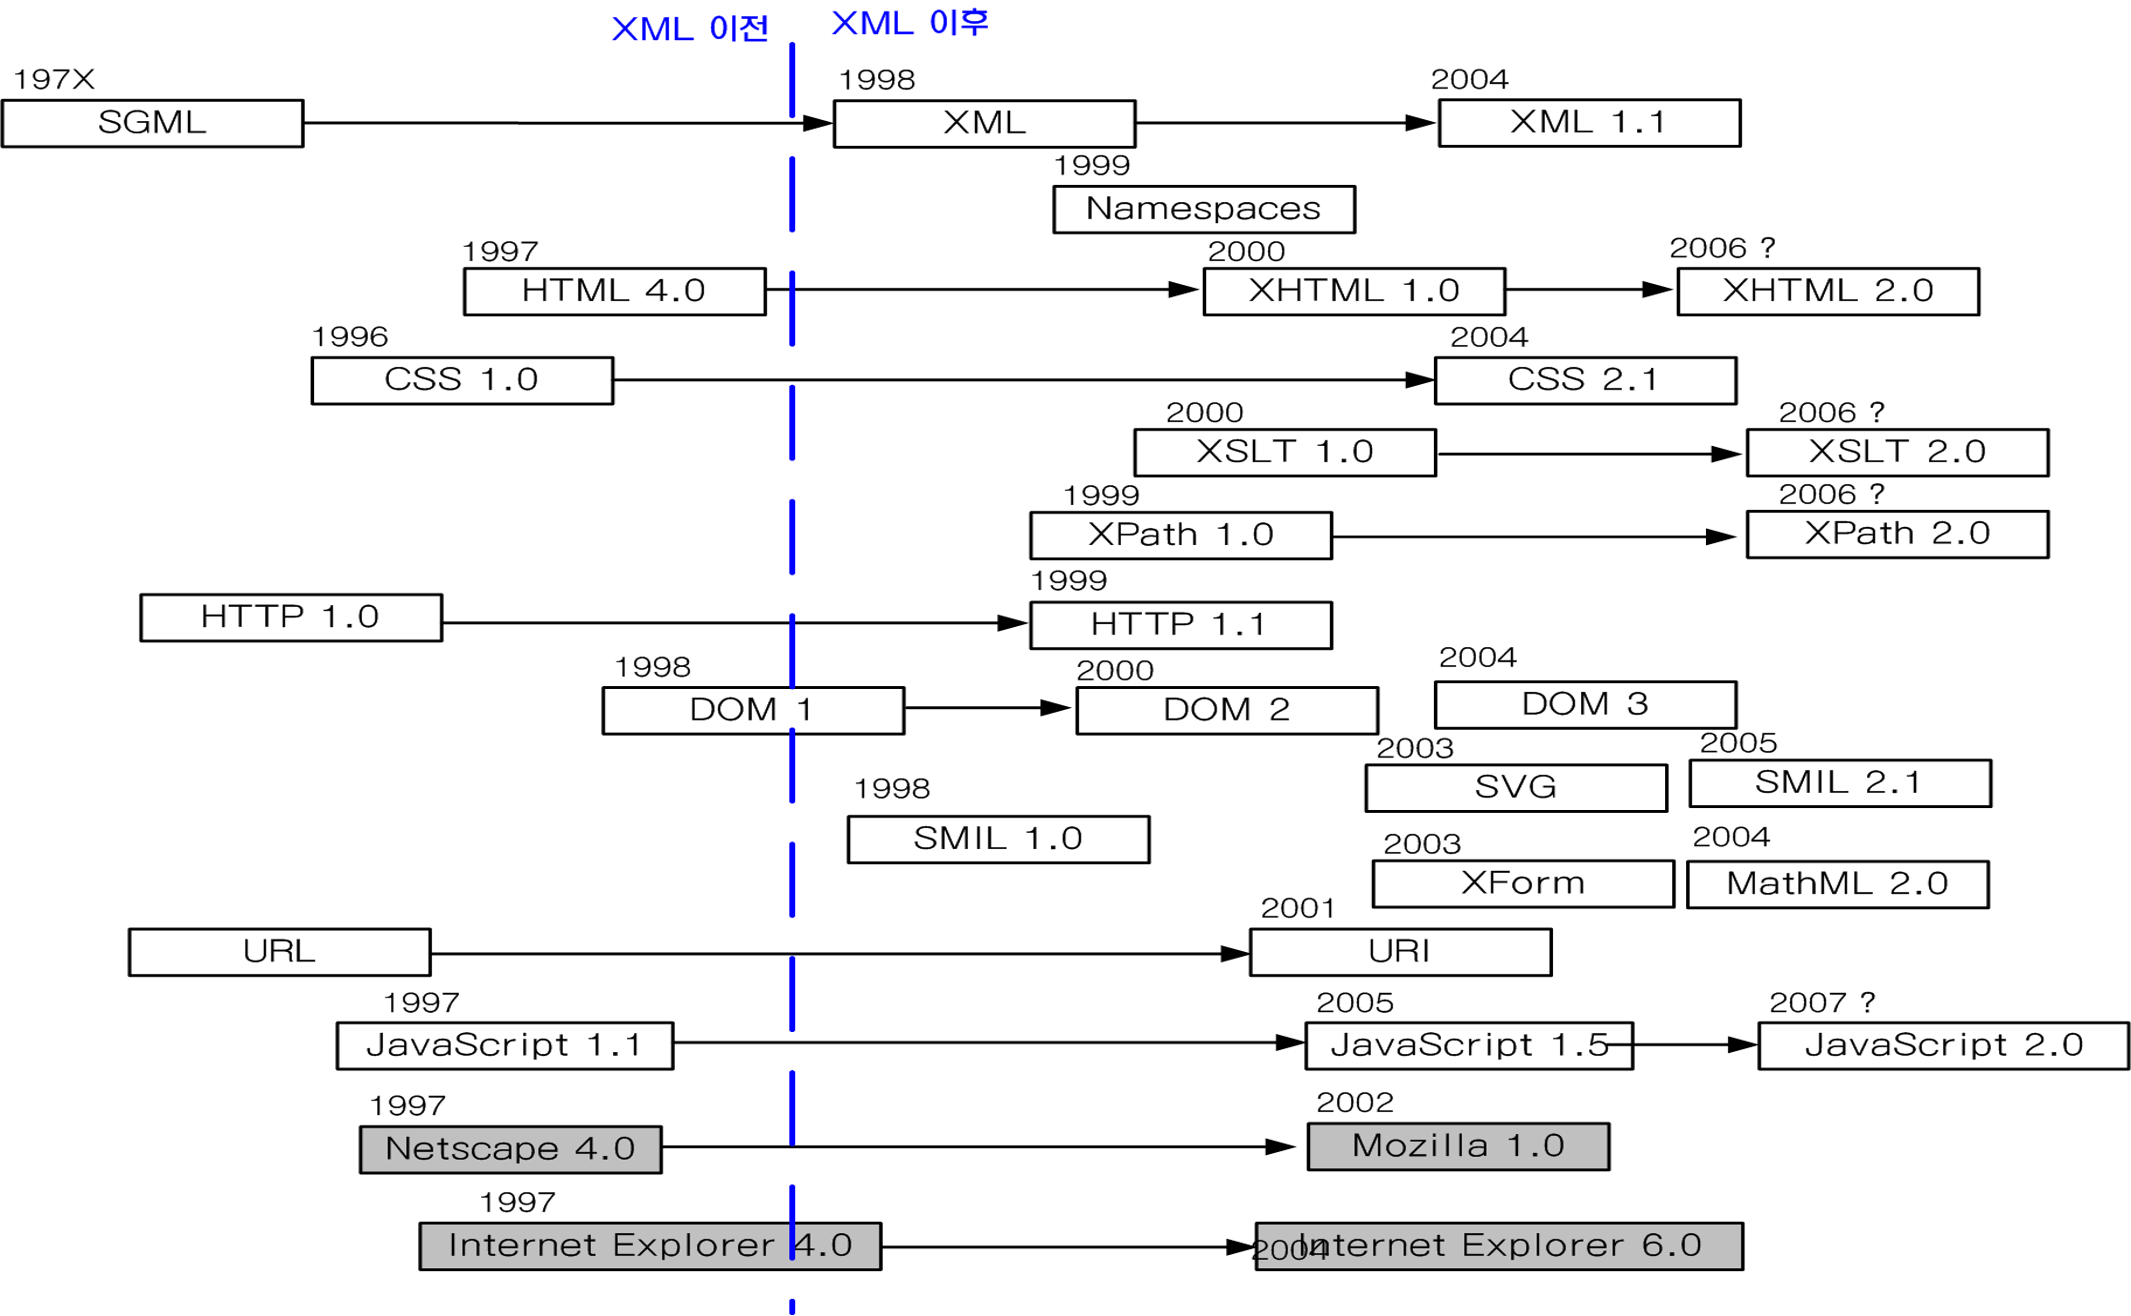 XML 이전
XML 이후
197X
1998
2004
SGML
XML
XML 1.1
1999
Namespaces
1997
2000
2006 ?
HTML 4.0
XHTML 1.0
XHTML 2.0
1996
2004
CSS 1.0
CSS 2.1
2000
2006 ?
XSLT 1.0
XSLT 2.0
1999
2006 ?
XPath 1.0
XPath 2.0
1999
HTTP 1.0
HTTP 1.1
1998
2000
2004
DOM 1
DOM 2
DOM 3
2003
2005
SVG
SMIL 2.1
1998
SMIL 1.0
2003
2004
XForm
MathML 2.0
2001
URL
URI
1997
2005
2007 ?
JavaScript 1.1
JavaScript 1.5
JavaScript 2.0
1997
2002
Netscape 4.0
Mozilla 1.0
1997
Internet Explorer 4.0
2004
Internet Explorer 6.0